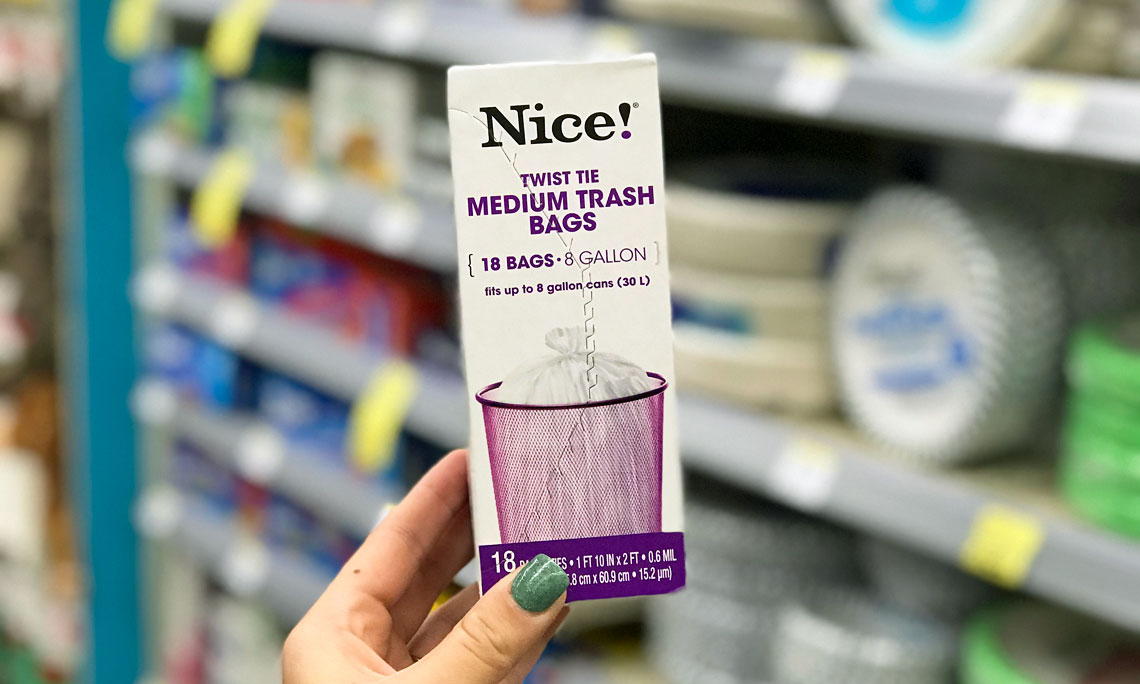 Nice!®
TWIST TIE
MEDIUM TRASH
BAGS
{ 18 BAGS • 8 GALLON }
fits up to 8 gallon cans (30 L)
18 • 1 FT 10 IN x 2 FT • 0.6 MIL
x 60.9 cm • 15.2 µm)